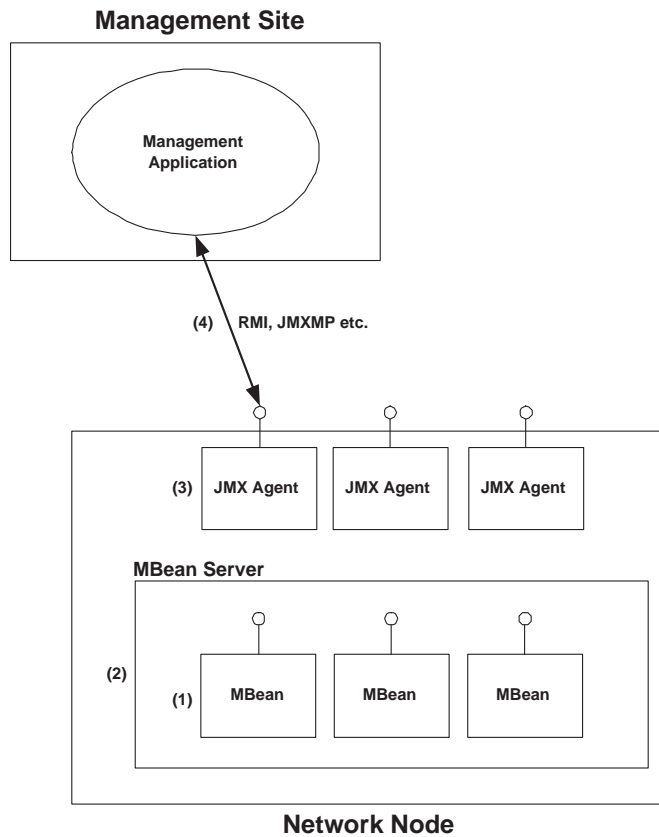 Management Site
Management
Application
(4) RMI, JMXMP etc.
(3) JMX Agent JMX Agent JMX Agent
MBean Server
(2)
(1) MBean MBean MBean
Network Node